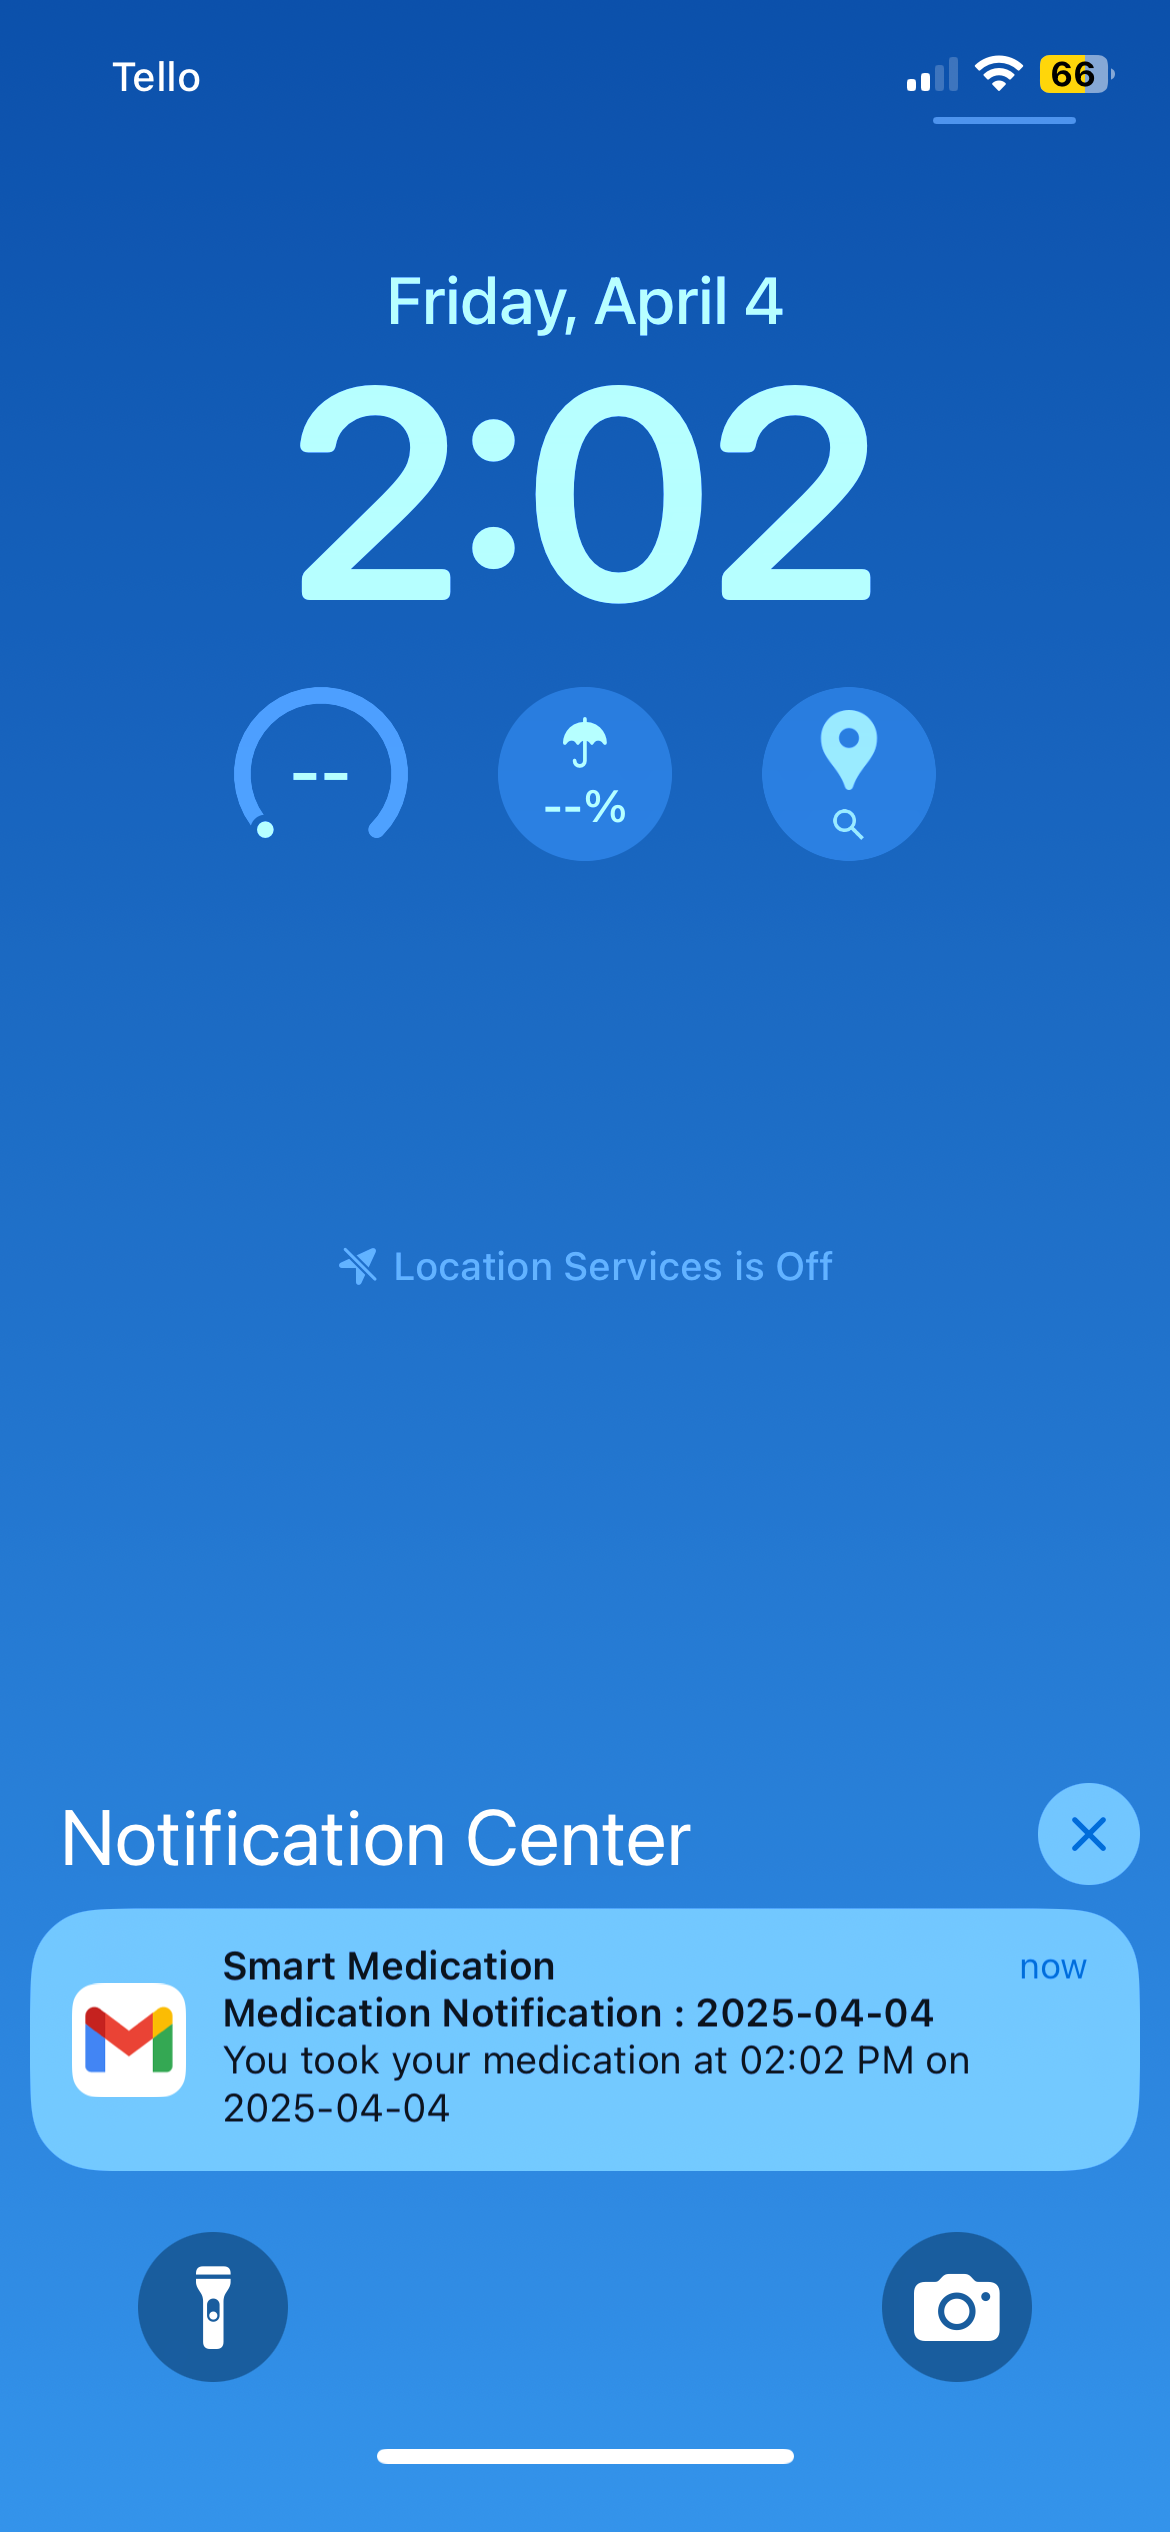 Tello
66
Friday, April 4
2:02
--
--%
Location Services is Off
Notification Center
Smart Medication
now
Medication Notification : 2025-04-04
You took your medication at 02:02 PM on
2025-04-04